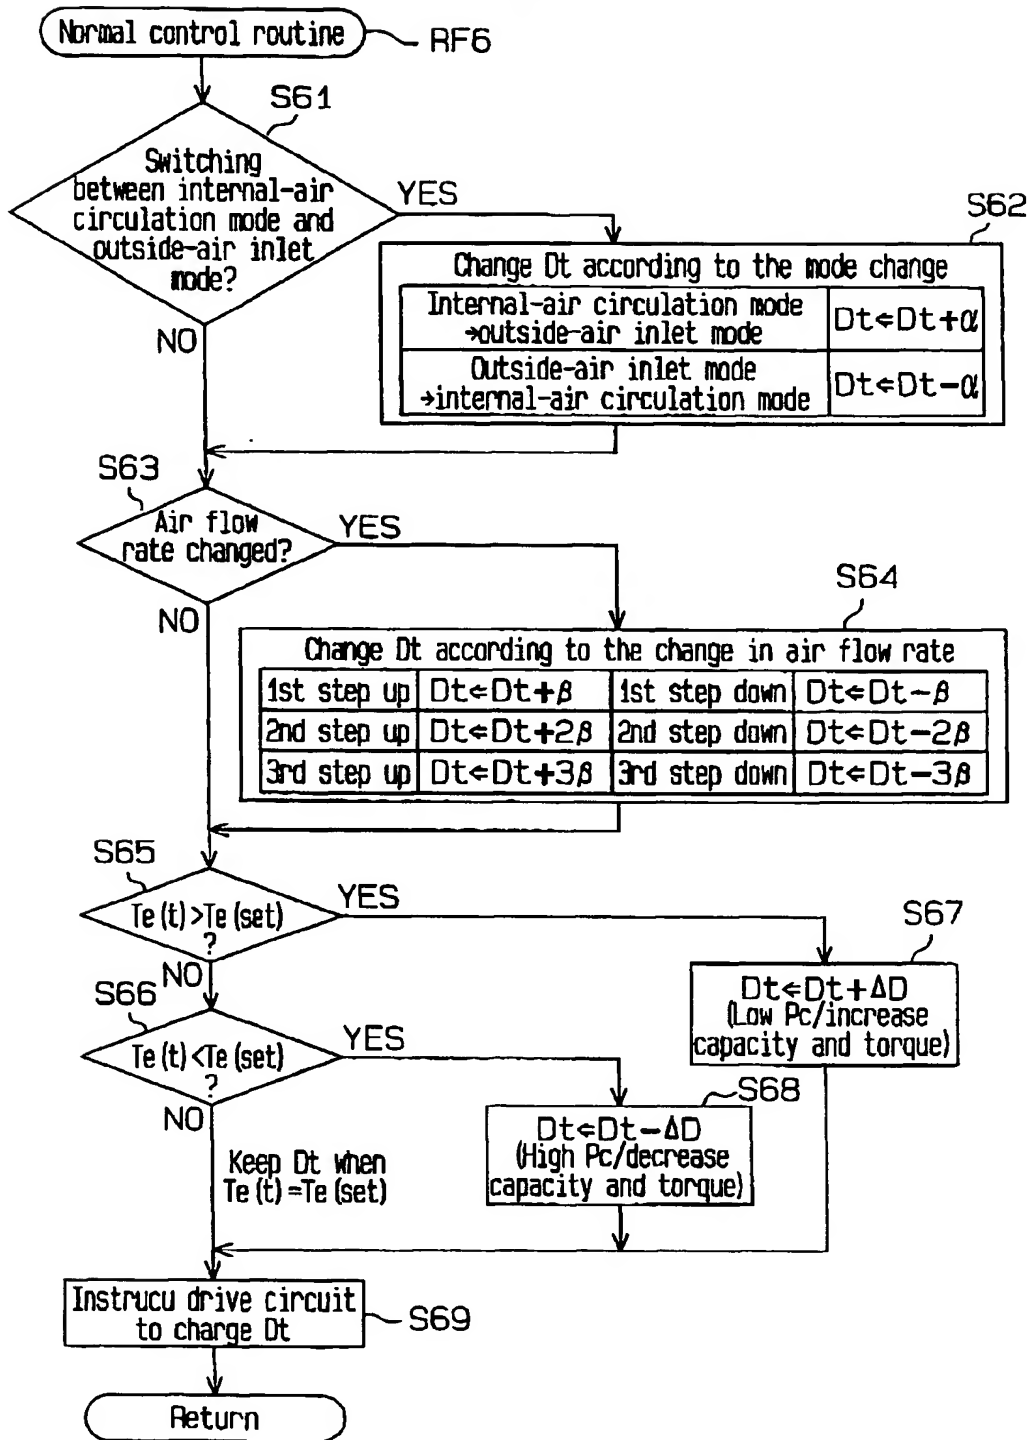 Normal control routine
RF6
S61
Switching
between internal-air
circulation mode and
outside-air inlet
mode?
YES
NO
S62
Change Dt according to the mode change
Internal-air circulation mode
→outside-air inlet mode
Dt⇐Dt+α
Outside-air inlet mode
→internal-air circulation mode
Dt⇐Dt-α
S63
Air flow
rate changed?
YES
NO
S64
Change Dt according to the change in air flow rate
1st step up Dt⇐Dt+β 1st step down Dt⇐Dt-β
2nd step up Dt⇐Dt+2β 2nd step down Dt⇐Dt-2β
3rd step up Dt⇐Dt+3β 3rd step down Dt⇐Dt-3β
S65
Te(t)>Te(set)
?
YES
NO
S67
Dt⇐Dt+ΔD
(Low Pc/increase
capacity and torque)
S66
Te(t)<Te(set)
?
YES
NO
S68
Dt⇐Dt-ΔD
(High Pc/decrease
capacity and torque)
Keep Dt when
Te(t)=Te(set)
Instrucu drive circuit
to charge Dt
S69
Return